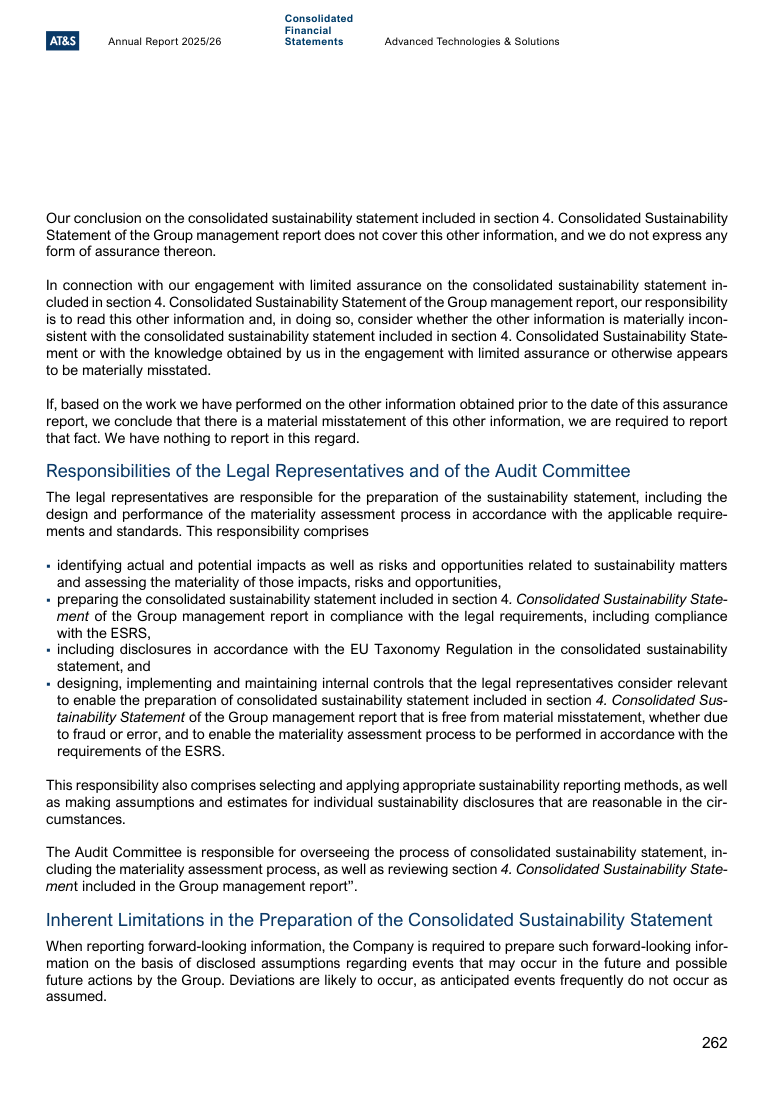 Consolidated
Financial
Statements
AT&S
Annual Report 2025/26
Advanced Technologies & Solutions
Our conclusion on the consolidated sustainability statement included in section 4. Consolidated Sustainability
Statement of the Group management report does not cover this other information, and we do not express any
form of assurance thereon.
In connection with our engagement with limited assurance on the consolidated sustainability statement in-
cluded in section 4. Consolidated Sustainability Statement of the Group management report, our responsibility
is to read this other information and, in doing so, consider whether the other information is materially incon-
sistent with the consolidated sustainability statement included in section 4. Consolidated Sustainability State-
ment or with the knowledge obtained by us in the engagement with limited assurance or otherwise appears
to be materially misstated.
If, based on the work we have performed on the other information obtained prior to the date of this assurance
report, we conclude that there is a material misstatement of this other information, we are required to report
that fact. We have nothing to report in this regard.
Responsibilities of the Legal Representatives and of the Audit Committee
The legal representatives are responsible for the preparation of the sustainability statement, including the
design and performance of the materiality assessment process in accordance with the applicable require-
ments and standards. This responsibility comprises
▪ identifying actual and potential impacts as well as risks and opportunities related to sustainability matters
and assessing the materiality of those impacts, risks and opportunities,
▪ preparing the consolidated sustainability statement included in section 4. Consolidated Sustainability State-
ment of the Group management report in compliance with the legal requirements, including compliance
with the ESRS,
▪ including disclosures in accordance with the EU Taxonomy Regulation in the consolidated sustainability
statement, and
▪ designing, implementing and maintaining internal controls that the legal representatives consider relevant
to enable the preparation of consolidated sustainability statement included in section 4. Consolidated Sus-
tainability Statement of the Group management report that is free from material misstatement, whether due
to fraud or error, and to enable the materiality assessment process to be performed in accordance with the
requirements of the ESRS.
This responsibility also comprises selecting and applying appropriate sustainability reporting methods, as well
as making assumptions and estimates for individual sustainability disclosures that are reasonable in the cir-
cumstances.
The Audit Committee is responsible for overseeing the process of consolidated sustainability statement, in-
cluding the materiality assessment process, as well as reviewing section 4. Consolidated Sustainability State-
ment included in the Group management report”.
Inherent Limitations in the Preparation of the Consolidated Sustainability Statement
When reporting forward-looking information, the Company is required to prepare such forward-looking infor-
mation on the basis of disclosed assumptions regarding events that may occur in the future and possible
future actions by the Group. Deviations are likely to occur, as anticipated events frequently do not occur as
assumed.
262